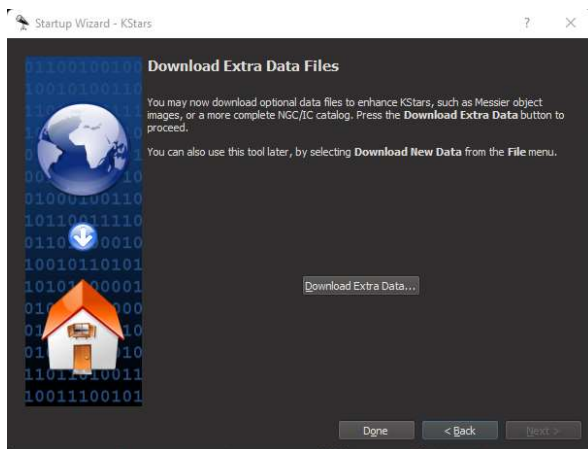 Startup Wizard - KStars
Download Extra Data Files
You may now download optional data files to enhance KStars, such as Messier object
images, or a more complete NGC/IC catalog. Press the Download Extra Data button to
proceed.
You can also use this tool later, by selecting Download New Data from the File menu.
Download Extra Data...
Done
< Back
Next >